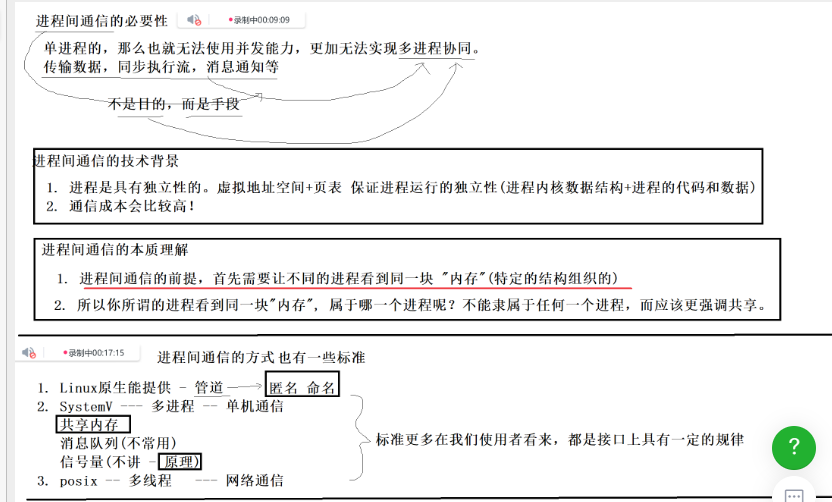 进程间通信的必要性
•录制中00:09:09
单进程的，那么也就无法使用并发能力，更加无法实现多进程协同。
传输数据，同步执行流，消息通知等
不是目的，而是手段
进程间通信的技术背景
1. 进程是具有独立性的。虚拟地址空间+页表 保证进程运行的独立性(进程内核数据结构+进程的代码和数据)
2. 通信成本会比较高！
进程间通信的本质理解
1. 进程间通信的前提，首先需要让不同的进程看到同一块 "内存"(特定的结构组织的)
2. 所以你所谓的进程看到同一块"内存", 属于哪一个进程呢？不能隶属于任何一个进程，而应该更强调共享。
•录制中00:17:15
进程间通信的方式 也有一些标准
1. Linux原生能提供 - 管道 匿名 命名
2. SystemV --- 多进程 -- 单机通信
共享内存
消息队列(不常用)
信号量(不讲 - 原理)
标准更多在我们使用者看来，都是接口上具有一定的规律
3. posix -- 多线程 --- 网络通信
?